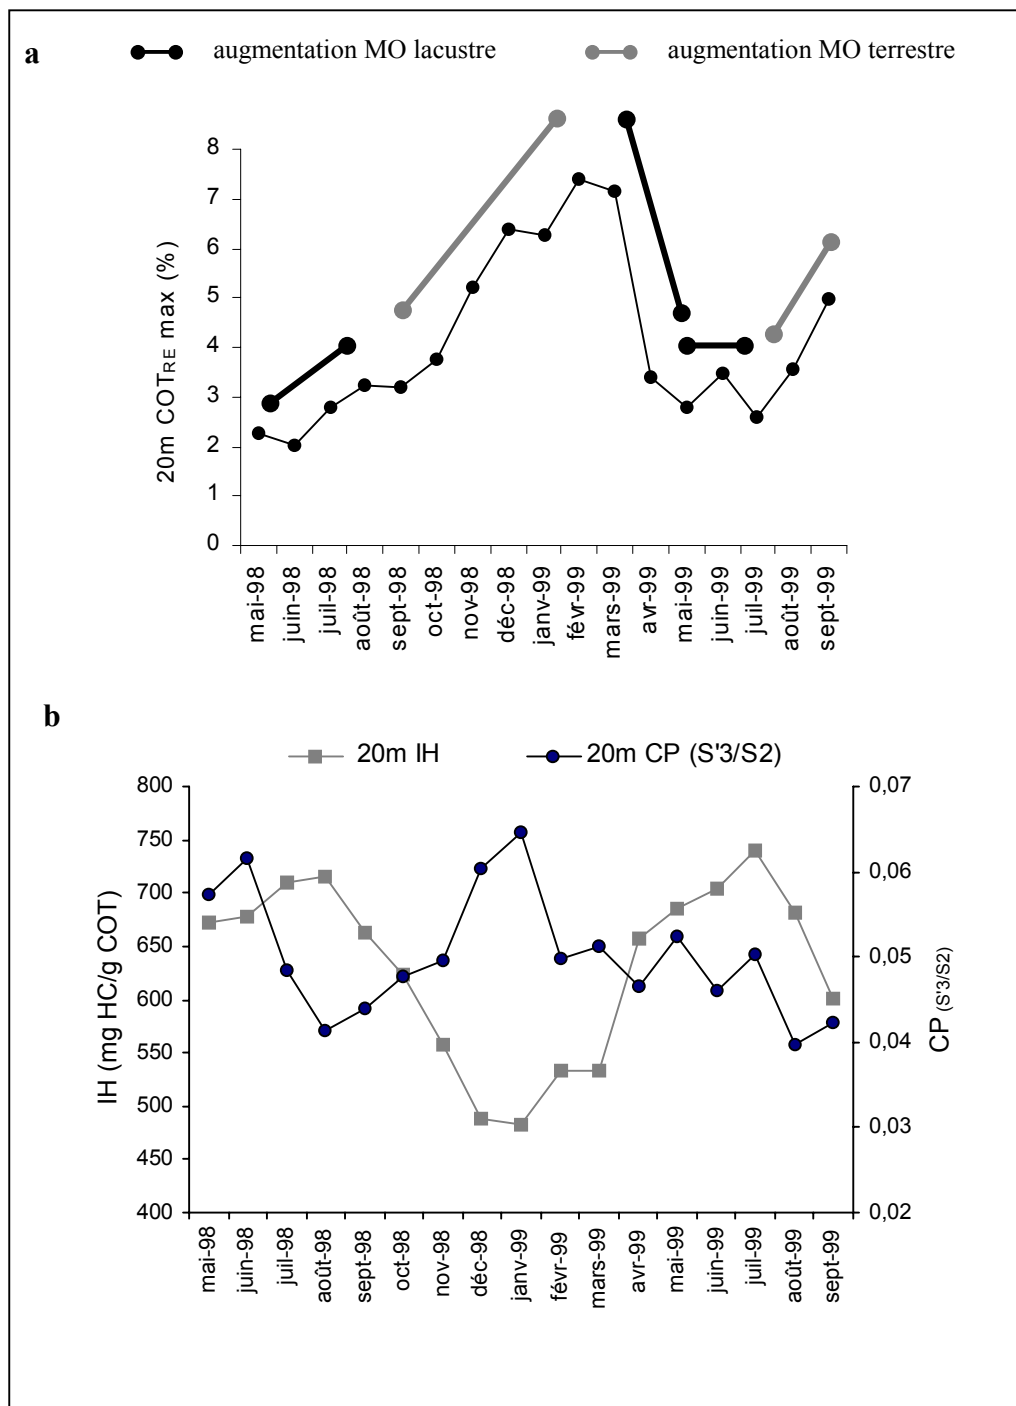 a
augmentation MO lacustre
augmentation MO terrestre
20m COTRE max (%)
8
7
6
5
4
3
2
1
0
mai-98
juin-98
juil-98
août-98
sept-98
oct-98
nov-98
déc-98
janv-99
févr-99
mars-99
avr-99
mai-99
juin-99
juil-99
août-99
sept-99
b
20m IH
20m CP (S'3/S2)
IH (mg HC/g COT)
800
750
700
650
600
550
500
450
400
0,07
0,06
0,05
0,04
0,03
0,02
CP (S'3/S2)
mai-98
juin-98
juil-98
août-98
sept-98
oct-98
nov-98
déc-98
janv-99
févr-99
mars-99
avr-99
mai-99
juin-99
juil-99
août-99
sept-99